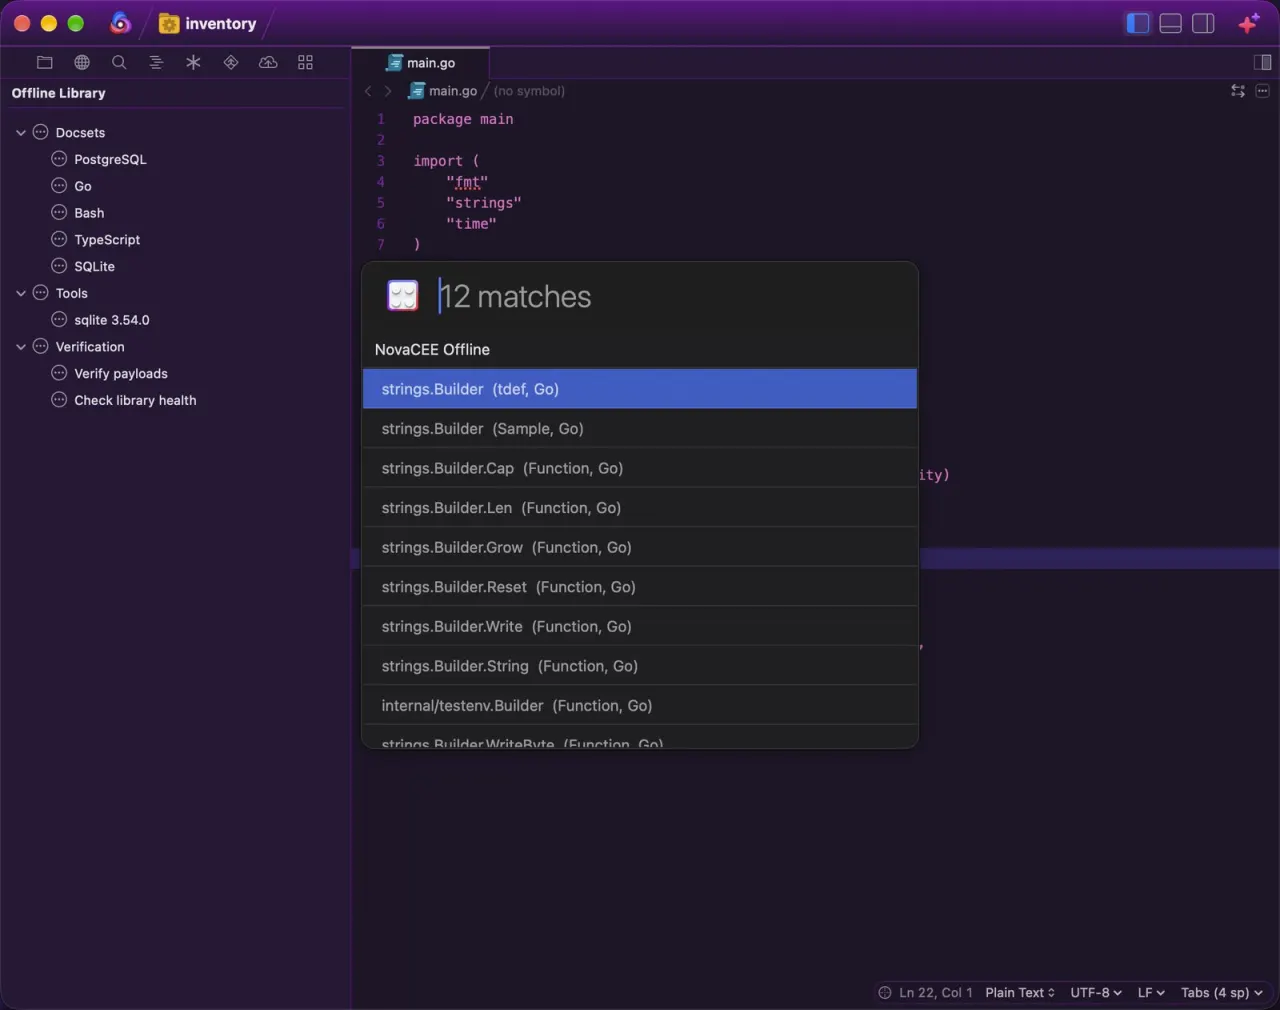 inventory
Offline Library
Docsets
PostgreSQL
Go
Bash
TypeScript
SQLite
Tools
sqlite 3.54.0
Verification
Verify payloads
Check library health
main.go
main.go
(no symbol)
1 package main
2
3 import (
4 "fmt"
5 "strings"
6 "time"
7 )
12 matches
NovaCEE Offline
strings.Builder (tdef, Go)
strings.Builder (Sample, Go)
strings.Builder.Cap (Function, Go)
ity)
strings.Builder.Len (Function, Go)
strings.Builder.Grow (Function, Go)
strings.Builder.Reset (Function, Go)
strings.Builder.Write (Function, Go)
strings.Builder.String (Function, Go)
internal/testenv.Builder (Function, Go)
strings.Builder.WriteByte (Function, Go)
Ln 22, Col 1 Plain Text UTF-8 LF Tabs (4 sp)